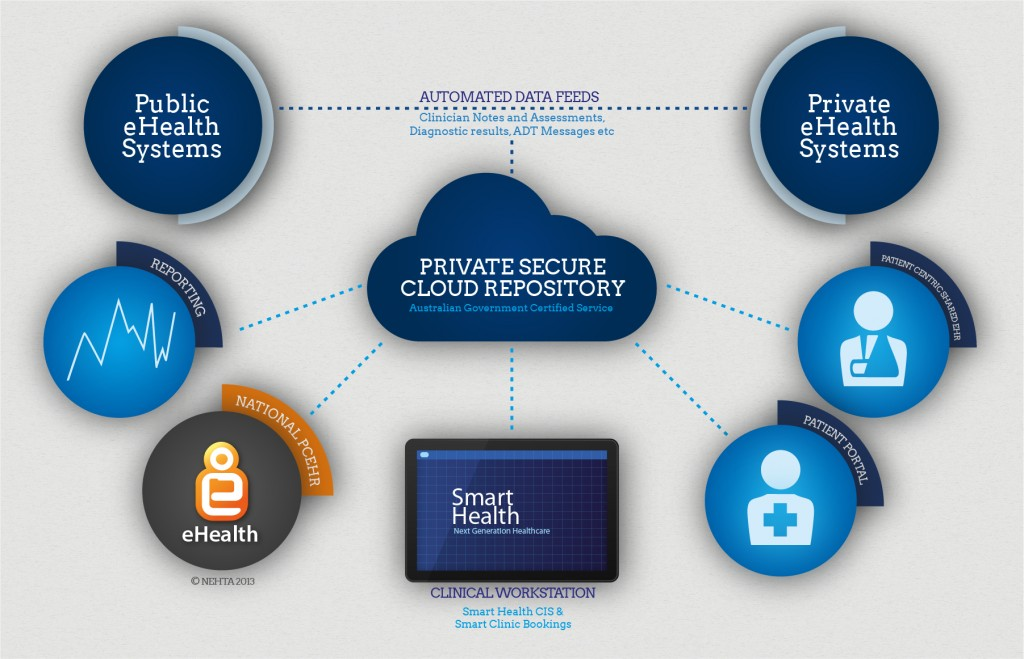 Public
eHealth
Systems
AUTOMATED DATA FEEDS
Clinician Notes and Assessments,
Diagnostic results, ADT Messages etc
Private
eHealth
Systems
REPORTING
PRIVATE SECURE
CLOUD REPOSITORY
Australian Government Certified Service
PATIENT CENTRIC SHARED EHR
NATIONAL PCEHR
eHealth
© NEHTA 2013
Smart
Health
Next Generation Healthcare
CLINICAL WORKSTATION
Smart Health CIS &
Smart Clinic Bookings
PATIENT PORTAL